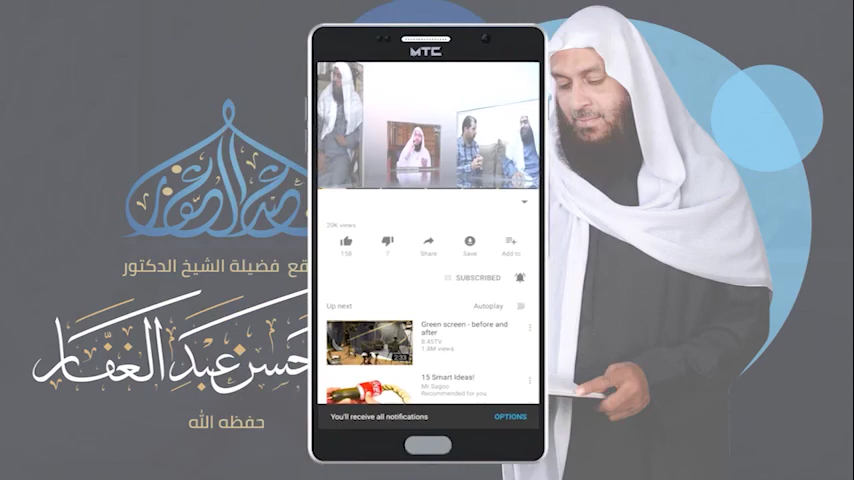 MTC
20K views
158
7
Share
Save
Add to
SUBSCRIBED
Up next
Autoplay
Green screen - before and
after
8.4STV
1.8M views
2:33
15 Smart Ideas!
Mr Sagoo
Recommended for you
You'll receive all notifications
OPTIONS
قع فضيلة الشيخ الدكتور
حسن عبد الغفار
حفظه الله